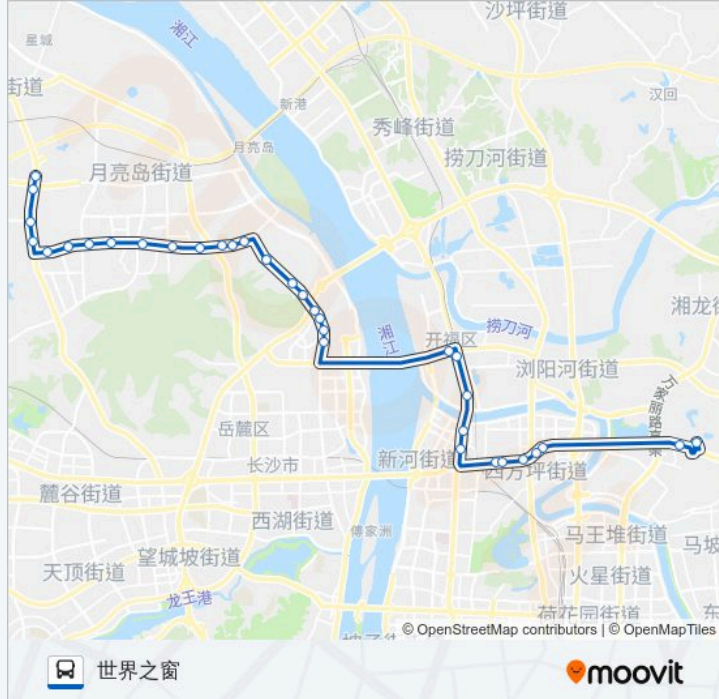 沙坪街道
湘江
星城
汉回
街道
新港
秀峰街道
月亮岛
捞刀河街道
月亮岛街道
湘龙街
湘江
捞刀河
开福区
浏阳河街道
万家丽路高架
岳麓区
长沙市
新河街道
四方坪街道
麓谷街道
西湖街道
傅家洲
马王堆街道
马坡
望城坡街道
天顶街道
火星街道
龙王港
荷花园街道
东
© OpenStreetMap contributors | © OpenMapTiles
世界之窗
moovit